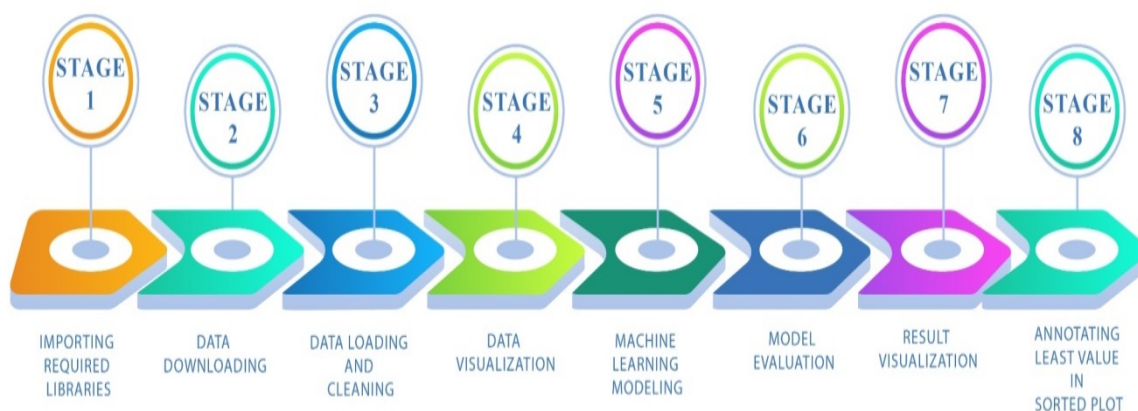 STAGE
1
STAGE
2
STAGE
3
STAGE
4
STAGE
5
STAGE
6
STAGE
7
STAGE
8
IMPORTING
REQUIRED
LIBRARIES
DATA
DOWNLOADING
DATA LOADING
AND
CLEANING
DATA
VISUALIZATION
MACHINE
LEARNING
MODELING
MODEL
EVALUATION
RESULT
VISUALIZATION
ANNOTATING
LEAST VALUE
IN
SORTED PLOT